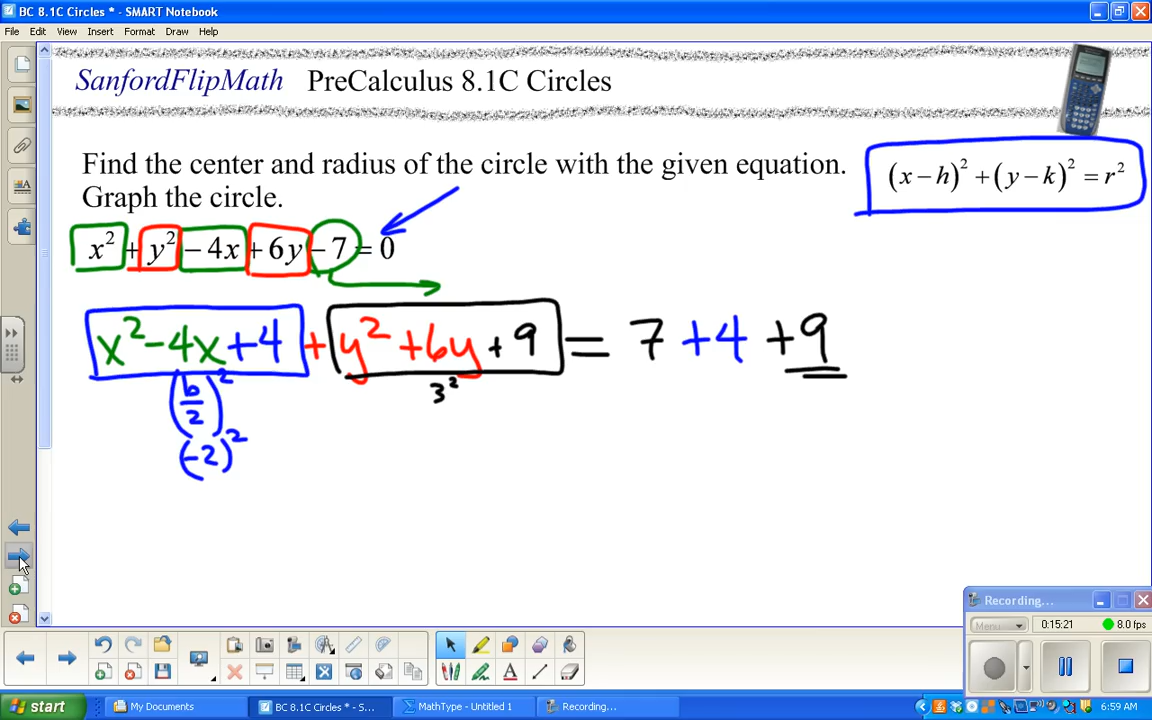 BC 8.1C Circles * - SMART Notebook
File Edit View Insert Format Draw Help
SanfordFlipMath PreCalculus 8.1C Circles
Find the center and radius of the circle with the given equation.
Graph the circle.
(x − h)² + (y − k)² = r²
x² + y² − 4x + 6y − 7 = 0
x² − 4x + 4 + y² + 6y + 9 = 7 + 4 + 9
(b/2)²
3²
(−2)²
Recording...
Menu
0:15:21
8.0 fps
start
My Documents
BC 8.1C Circles * - S...
MathType - Untitled 1
Recording...
6:59 AM